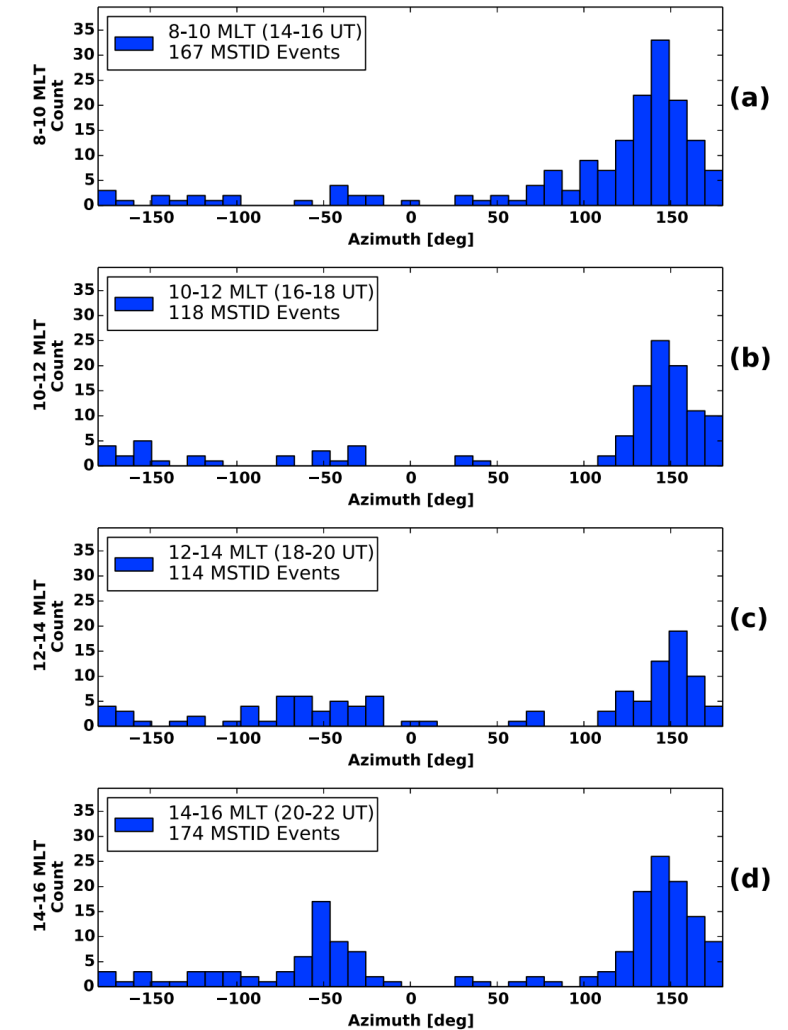 35
30
25
20
15
10
5
0
8-10 MLT
Count
8-10 MLT (14-16 UT)
167 MSTID Events
(a)
−150 −100 −50 0 50 100 150
Azimuth [deg]
35
30
25
20
15
10
5
0
10-12 MLT
Count
10-12 MLT (16-18 UT)
118 MSTID Events
(b)
−150 −100 −50 0 50 100 150
Azimuth [deg]
35
30
25
20
15
10
5
0
12-14 MLT
Count
12-14 MLT (18-20 UT)
114 MSTID Events
(c)
−150 −100 −50 0 50 100 150
Azimuth [deg]
35
30
25
20
15
10
5
0
14-16 MLT
Count
14-16 MLT (20-22 UT)
174 MSTID Events
(d)
−150 −100 −50 0 50 100 150
Azimuth [deg]